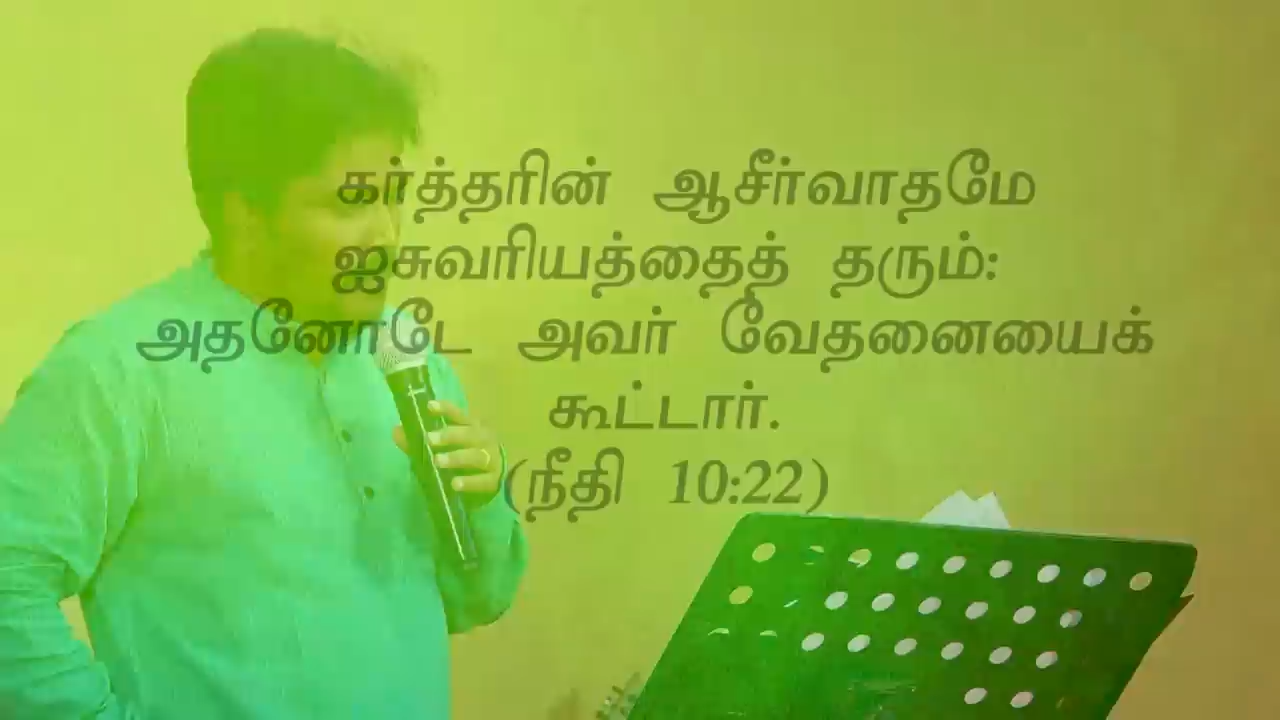 கர்த்தரின் ஆசீர்வாதமே
ஐசுவரியத்தைத் தரும்:
அதனோடே அவர் வேதனையைக்
கூட்டார்.
(நீதி 10:22)